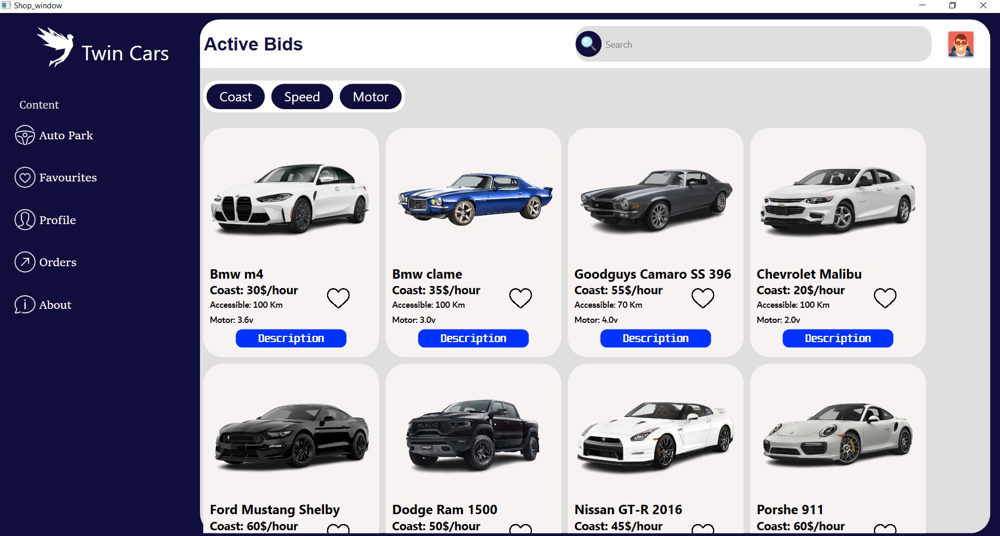 Shop_window
Twin Cars
Active Bids
Search
Content
Auto Park
Favourites
Profile
Orders
About
Coast Speed Motor
Bmw m4
Coast: 30$/hour
Accessible: 100 Km
Motor: 3.6v
Description
Bmw clame
Coast: 35$/hour
Accessible: 100 Km
Motor: 3.0v
Description
Goodguys Camaro SS 396
Coast: 55$/hour
Accessible: 70 Km
Motor: 4.0v
Description
Chevrolet Malibu
Coast: 20$/hour
Accessible: 100 Km
Motor: 2.0v
Description
RAM
Ford Mustang Shelby
Coast: 60$/hour
Dodge Ram 1500
Coast: 50$/hour
Nissan GT-R 2016
Coast: 45$/hour
Porshe 911
Coast: 60$/hour